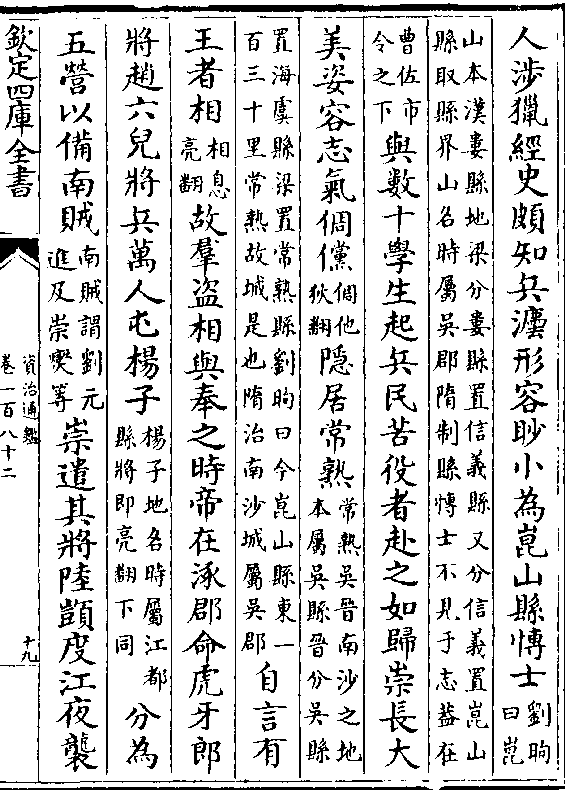 人涉獵經史頗知兵灋形容眇小為崑山縣博士劉昫曰崑
山本漢婁縣地梁分婁縣置信義縣又分信義置崑山縣取縣界山名時屬吳郡隋制縣博士不見于志葢在
曹佐市令之下與數十學生起兵民苦役者赴之如歸崇長大
美姿容志氣倜儻倜他狄翻隱居常熟常熟吳晉南沙之地本屬吳縣晉分吳縣
置海虞縣梁置常熟縣劉昫曰今崑山縣東一百三十里常熟故城是也隋治南沙城屬吳郡自言有
王者相相息亮翻故羣盗相與奉之時帝在涿郡命虎牙郎
將趙六兒將兵萬人屯楊子楊子地名時屬江都縣將即亮翻下同分為
五營以備南賊南賊謂劉元進及崇燮等崇遣其將陸顗度江夜襲
欽定四庫全書
資治通鑑
卷一百八十二
十九